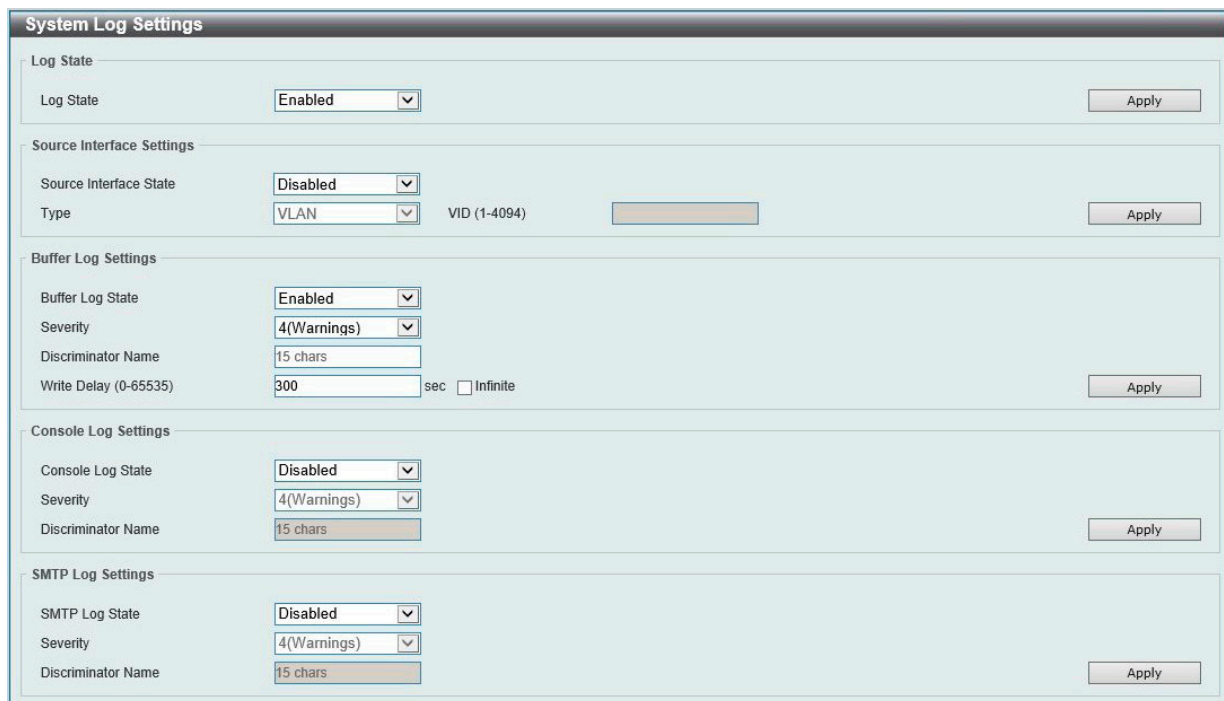 System Log Settings
Log State
Log State Enabled Apply
Source Interface Settings
Source Interface State Disabled
Type VLAN VID (1-4094) Apply
Buffer Log Settings
Buffer Log State Enabled
Severity 4(Warnings)
Discriminator Name 15 chars
Write Delay (0-65535) 300 sec Infinite Apply
Console Log Settings
Console Log State Disabled
Severity 4(Warnings)
Discriminator Name 15 chars Apply
SMTP Log Settings
SMTP Log State Disabled
Severity 4(Warnings)
Discriminator Name 15 chars Apply